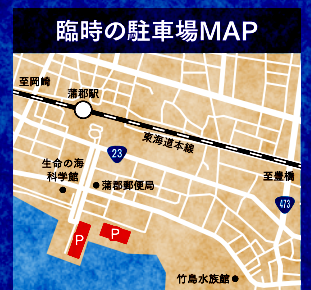 臨時の駐車場MAP
至岡崎
蒲郡駅
東海道本線
23
生命の海
科学館
蒲郡郵便局
至豊橋
473
P
P
竹島水族館